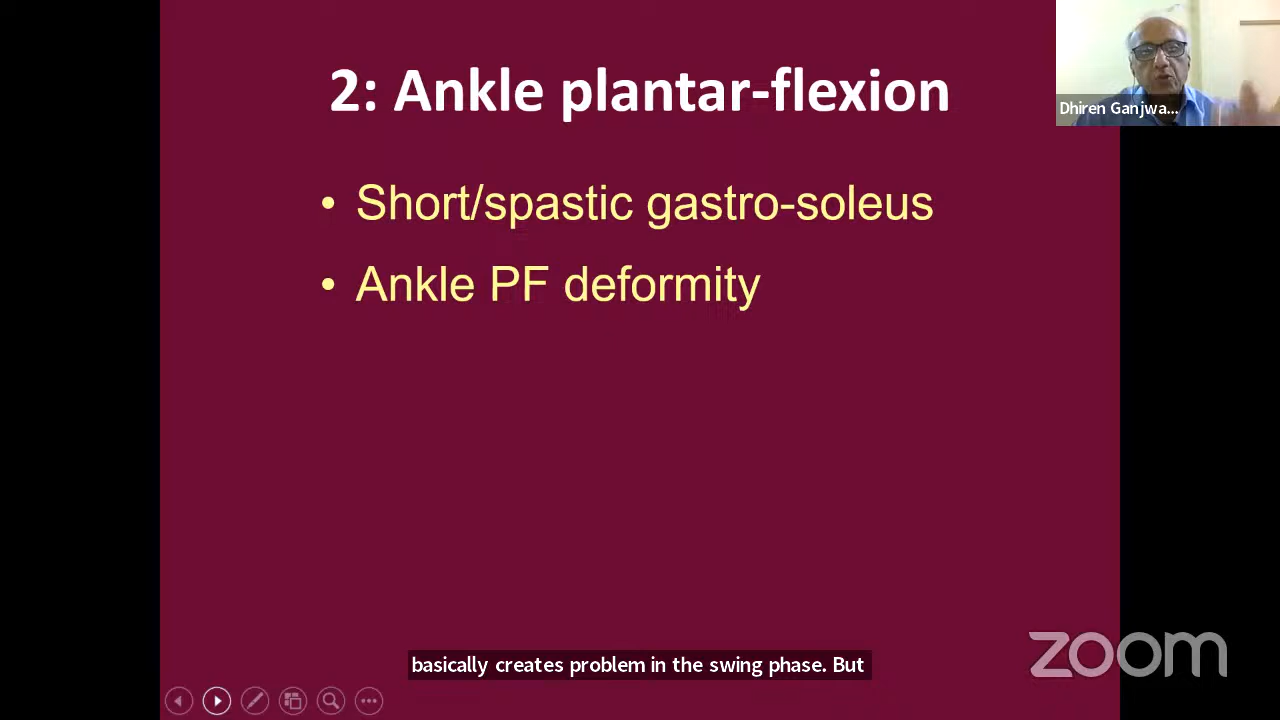 2: Ankle plantar-flexion
Dhiren Ganjwa...
• Short/spastic gastro-soleus
• Ankle PF deformity
zoom
basically creates problem in the swing phase. But